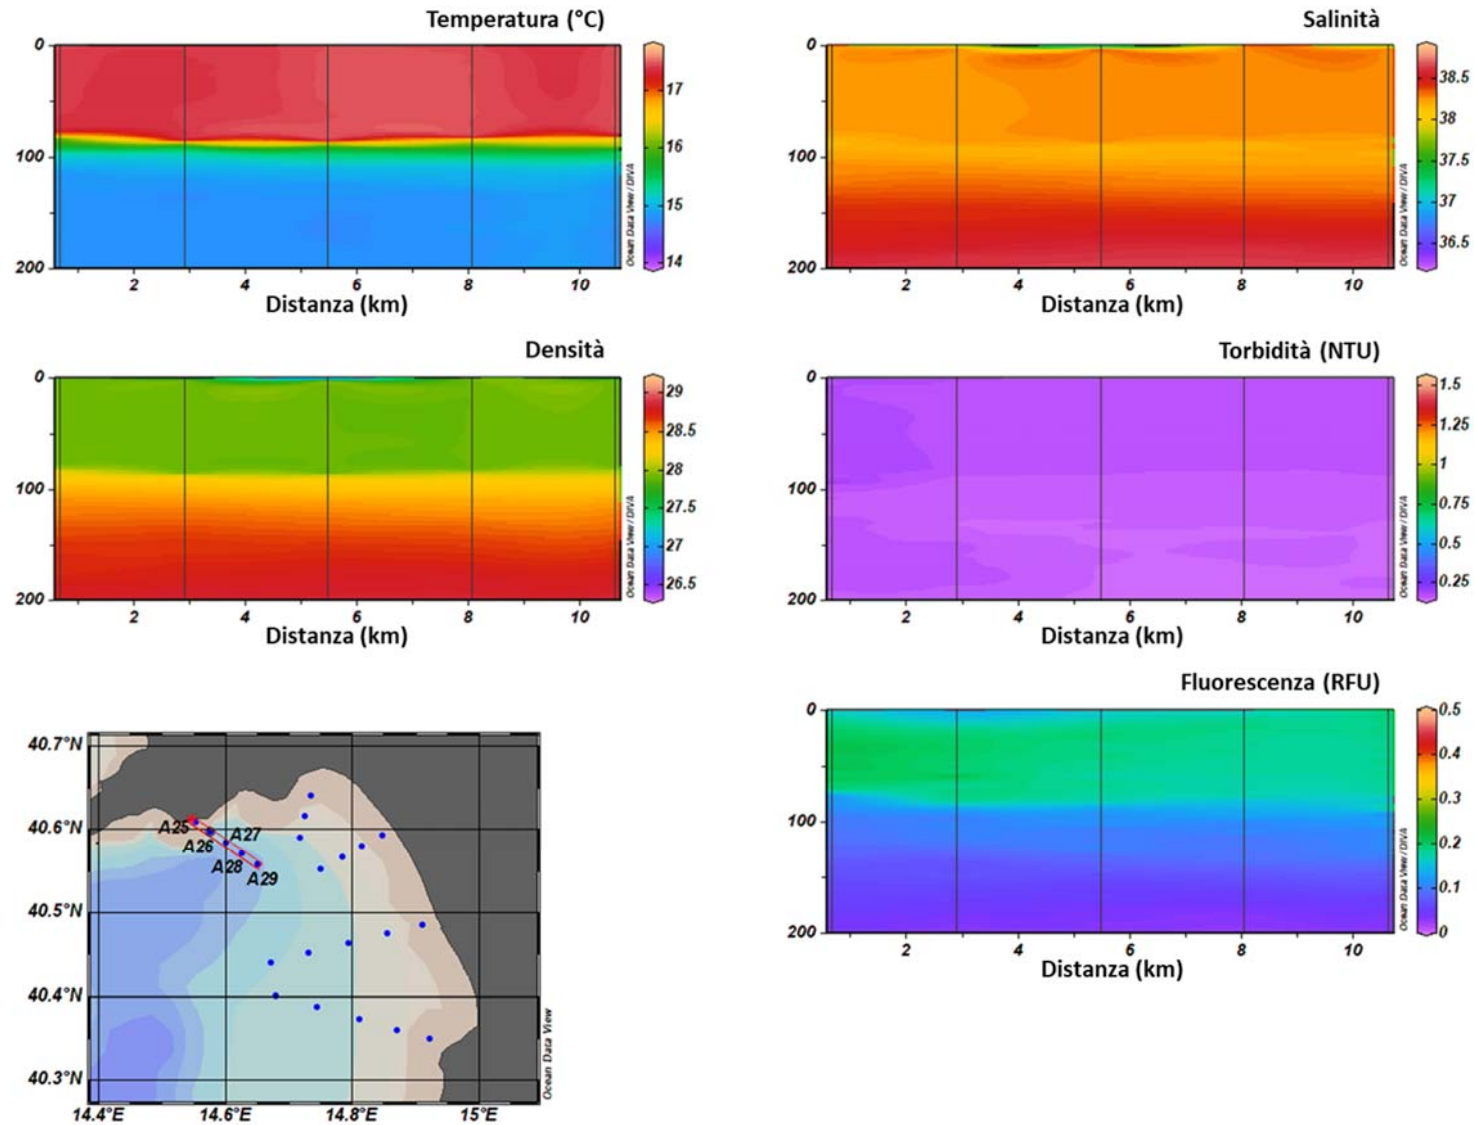 Temperatura (°C)
0
100
200
2 4 6 8 10
17
16
15
14
Ocean Data View / DIVA
Distanza (km)
Salinità
0
100
200
2 4 6 8 10
38.5
38
37.5
37
36.5
Ocean Data View / DIVA
Distanza (km)
Densità
0
100
200
2 4 6 8 10
29
28.5
28
27.5
27
26.5
Ocean Data View / DIVA
Distanza (km)
Torbidità (NTU)
0
100
200
2 4 6 8 10
1.5
1.25
1
0.75
0.5
0.25
Ocean Data View / DIVA
Distanza (km)
Fluorescenza (RFU)
0
100
200
2 4 6 8 10
0.5
0.4
0.3
0.2
0.1
0
Ocean Data View / DIVA
Distanza (km)
40.7°N
40.6°N
40.5°N
40.4°N
40.3°N
A25
A26
A27
A28
A29
14.4°E 14.6°E 14.8°E 15°E
Ocean Data View